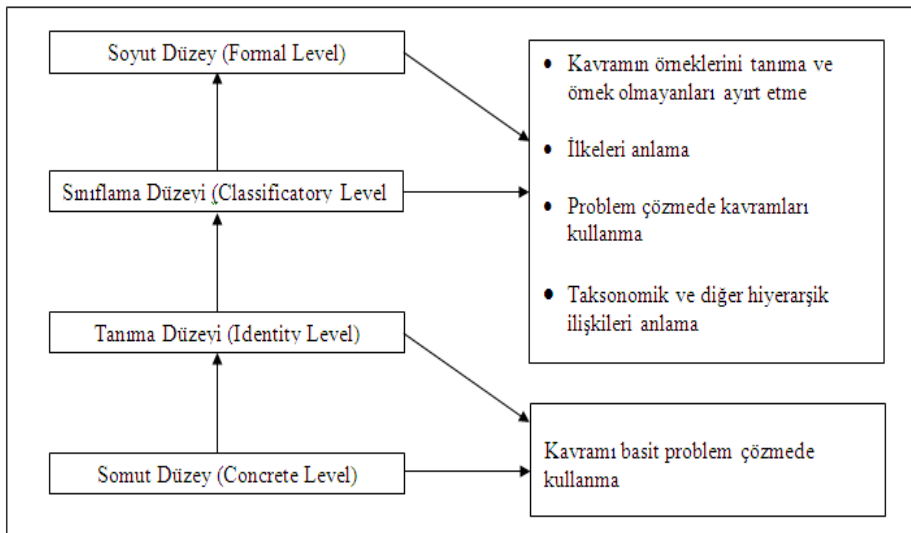 Soyut Düzey (Formal Level)
Sınıflama Düzeyi (Classificatory Level
Tanıma Düzeyi (Identity Level)
Somut Düzey (Concrete Level)
• Kavramın örneklerini tanıma ve
örnek olmayanları ayırt etme
• İlkeleri anlama
• Problem çözmede kavramları
kullanma
• Taksonomik ve diğer hiyerarşik
ilişkileri anlama
Kavramı basit problem çözmede
kullanma